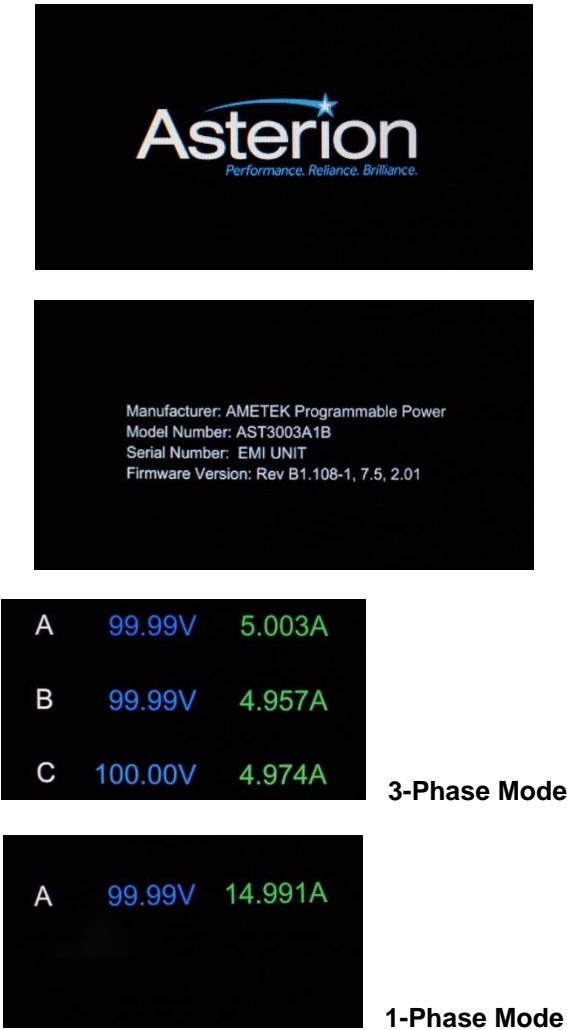 Asterion
Performance. Reliance. Brilliance.
Manufacturer: AMETEK Programmable Power
Model Number: AST3003A1B
Serial Number: EMI UNIT
Firmware Version: Rev B1.108-1, 7.5, 2.01
A 99.99V 5.003A
B 99.99V 4.957A
C 100.00V 4.974A
3-Phase Mode
A 99.99V 14.991A
1-Phase Mode